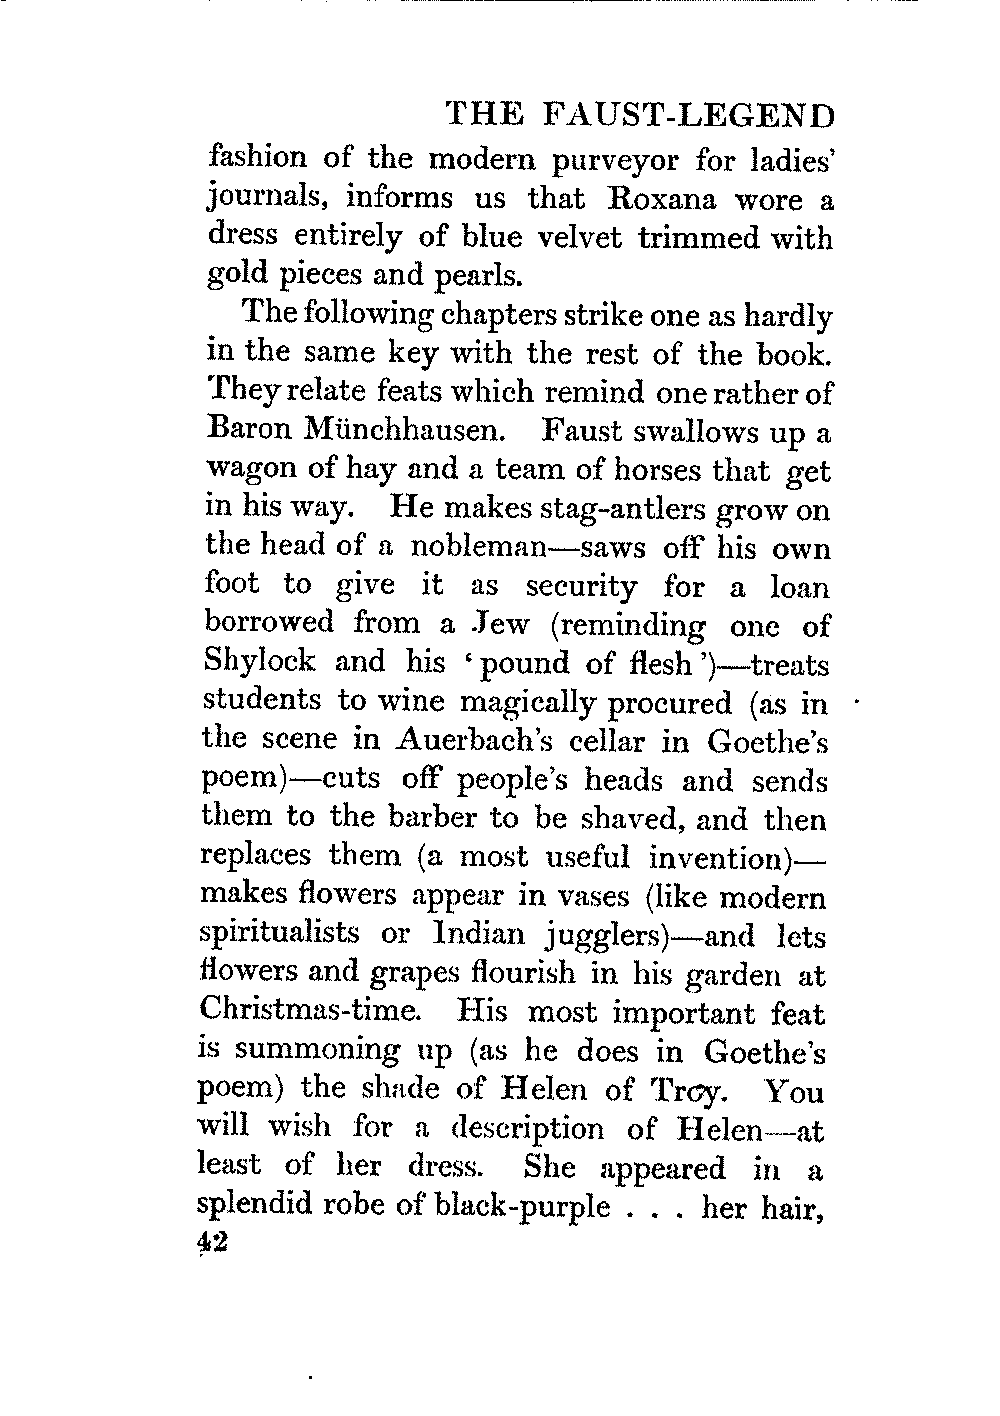 THE FAUST-LEGEND
fashion of the modern purveyor for ladies'
journals, informs us that Roxana wore a
dress entirely of blue velvet trimmed with
gold pieces and pearls.
The following chapters strike one as hardly
in the same key with the rest of the book.
They relate feats which remind one rather of
Baron Münchhausen. Faust swallows up a
wagon of hay and a team of horses that get
in his way. He makes stag-antlers grow on
the head of a nobleman—saws off his own
foot to give it as security for a loan
borrowed from a Jew (reminding one of
Shylock and his ‘pound of flesh’)—treats
students to wine magically procured (as in
the scene in Auerbach's cellar in Goethe's
poem)—cuts off people's heads and sends
them to the barber to be shaved, and then
replaces them (a most useful invention)—
makes flowers appear in vases (like modern
spiritualists or Indian jugglers)—and lets
flowers and grapes flourish in his garden at
Christmas-time. His most important feat
is summoning up (as he does in Goethe's
poem) the shade of Helen of Troy. You
will wish for a description of Helen—at
least of her dress. She appeared in a
splendid robe of black-purple . . . her hair,
42